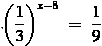 .(1/3)^{x-8} = 1/9